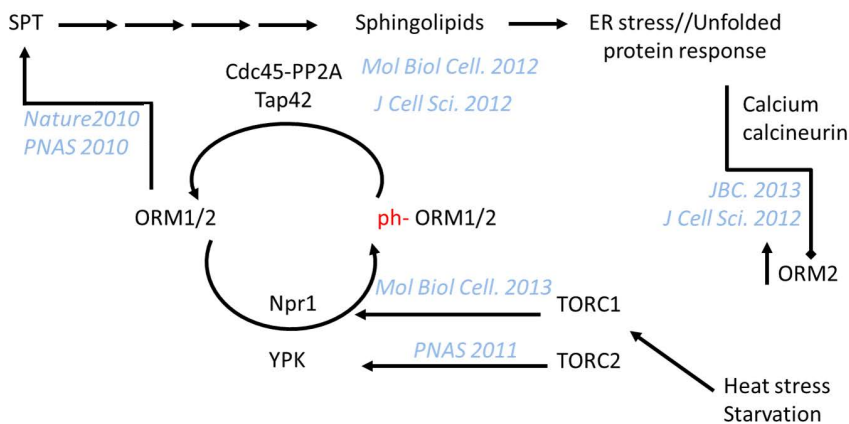 SPT
Sphingolipids
ER stress//Unfolded
protein response
Cdc45-PP2A
Tap42
Mol Biol Cell. 2012
J Cell Sci. 2012
Nature2010
PNAS 2010
Calcium
calcineurin
JBC. 2013
J Cell Sci. 2012
ORM1/2
ph- ORM1/2
ORM2
Npr1
Mol Biol Cell. 2013
TORC1
YPK
PNAS 2011
TORC2
Heat stress
Starvation